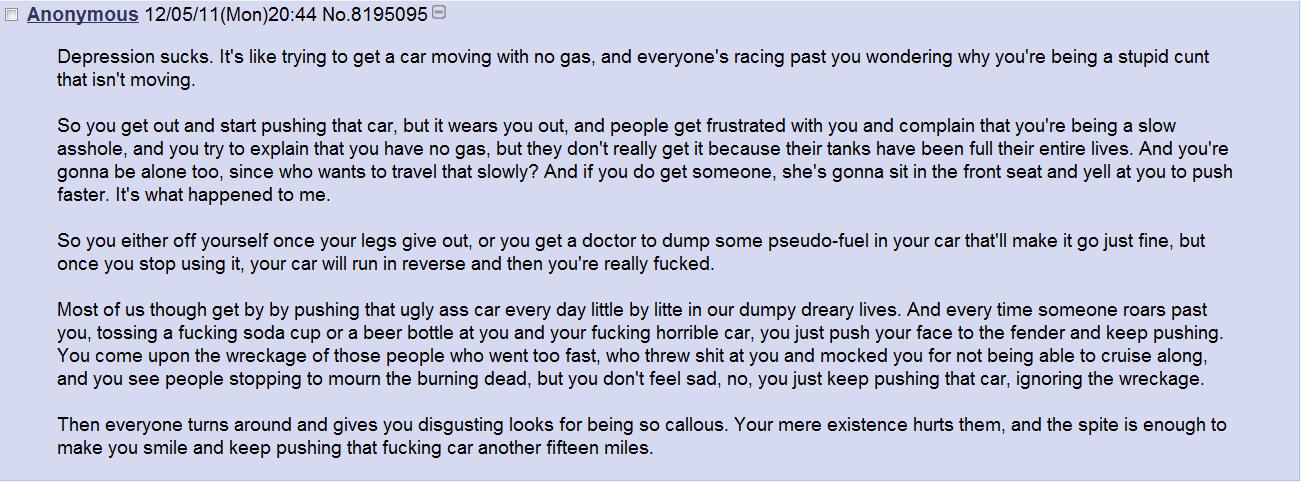 Anonymous 12/05/11(Mon)20:44 No.8195095
Depression sucks. It's like trying to get a car moving with no gas, and everyone's racing past you wondering why you're being a stupid cunt
that isn't moving.
So you get out and start pushing that car, but it wears you out, and people get frustrated with you and complain that you're being a slow
asshole, and you try to explain that you have no gas, but they don't really get it because their tanks have been full their entire lives. And you're
gonna be alone too, since who wants to travel that slowly? And if you do get someone, she's gonna sit in the front seat and yell at you to push
faster. It's what happened to me.
So you either off yourself once your legs give out, or you get a doctor to dump some pseudo-fuel in your car that'll make it go just fine, but
once you stop using it, your car will run in reverse and then you're really fucked.
Most of us though get by by pushing that ugly ass car every day little by litte in our dumpy dreary lives. And every time someone roars past
you, tossing a fucking soda cup or a beer bottle at you and your fucking horrible car, you just push your face to the fender and keep pushing.
You come upon the wreckage of those people who went too fast, who threw shit at you and mocked you for not being able to cruise along,
and you see people stopping to mourn the burning dead, but you don't feel sad, no, you just keep pushing that car, ignoring the wreckage.
Then everyone turns around and gives you disgusting looks for being so callous. Your mere existence hurts them, and the spite is enough to
make you smile and keep pushing that fucking car another fifteen miles.